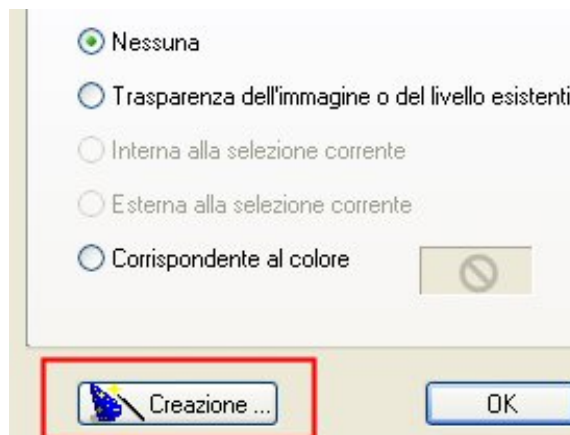 Nessuna
Trasparenza dell'immagine o del livello esistenti
Interna alla selezione corrente
Esterna alla selezione corrente
Corrispondente al colore
Creazione ... OK